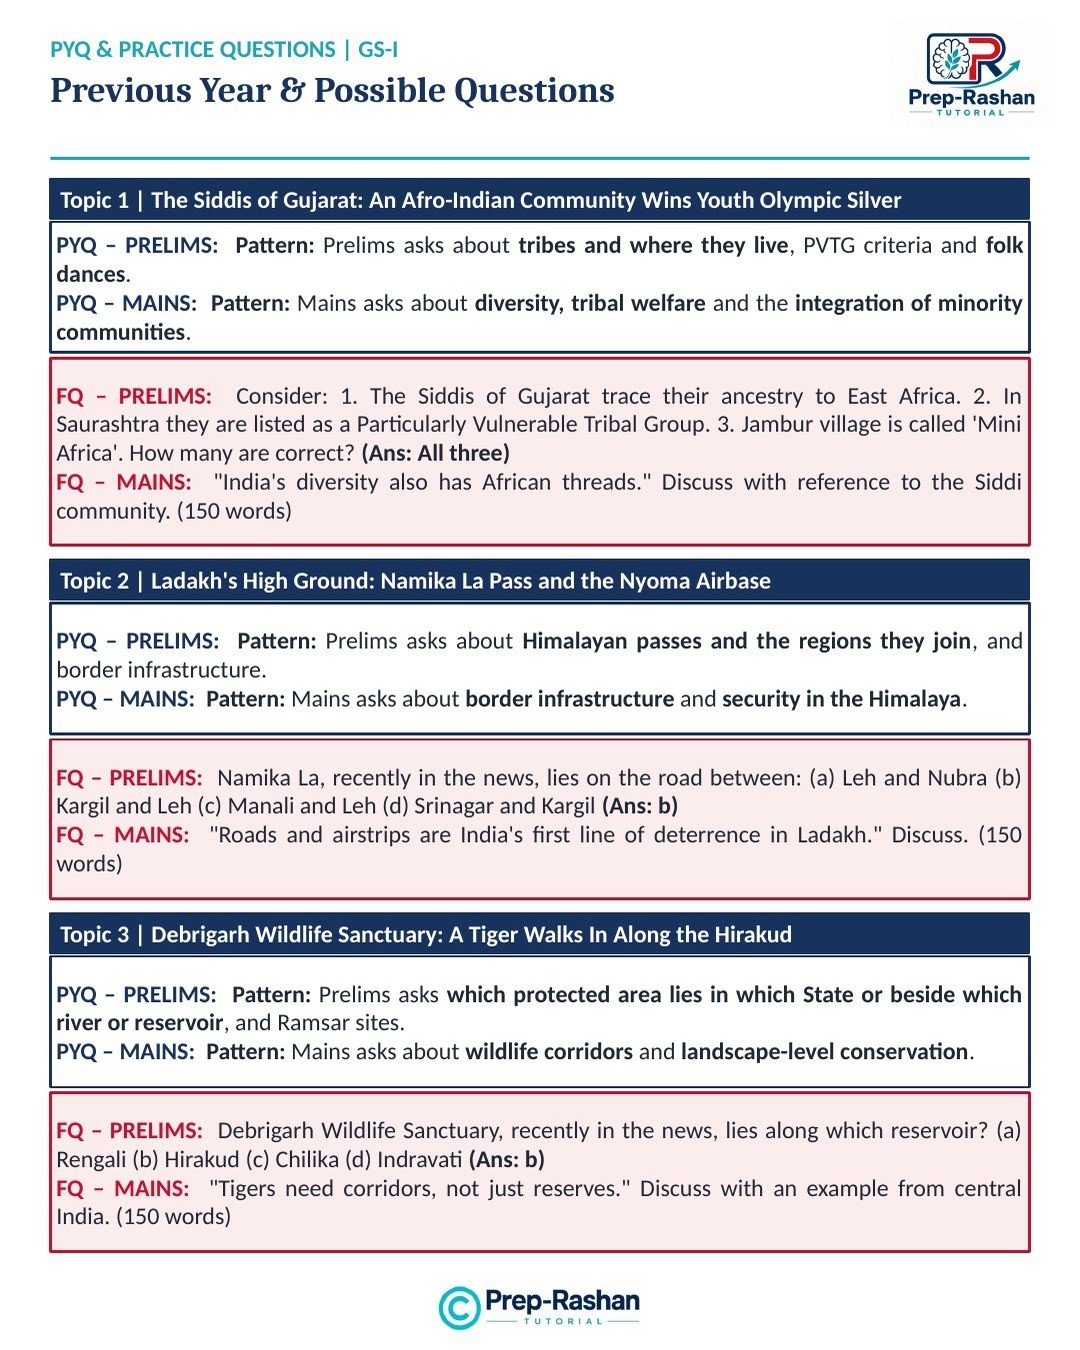 PYQ & PRACTICE QUESTIONS | GS-I
Previous Year & Possible Questions
Prep-Rashan
TUTORIAL
Topic 1 | The Siddis of Gujarat: An Afro-Indian Community Wins Youth Olympic Silver
PYQ – PRELIMS: Pattern: Prelims asks about tribes and where they live, PVTG criteria and folk
dances.
PYQ – MAINS: Pattern: Mains asks about diversity, tribal welfare and the integration of minority
communities.
FQ – PRELIMS: Consider: 1. The Siddis of Gujarat trace their ancestry to East Africa. 2. In
Saurashtra they are listed as a Particularly Vulnerable Tribal Group. 3. Jambur village is called 'Mini
Africa'. How many are correct? (Ans: All three)
FQ – MAINS: "India's diversity also has African threads." Discuss with reference to the Siddi
community. (150 words)
Topic 2 | Ladakh's High Ground: Namika La Pass and the Nyoma Airbase
PYQ – PRELIMS: Pattern: Prelims asks about Himalayan passes and the regions they join, and
border infrastructure.
PYQ – MAINS: Pattern: Mains asks about border infrastructure and security in the Himalaya.
FQ – PRELIMS: Namika La, recently in the news, lies on the road between: (a) Leh and Nubra (b)
Kargil and Leh (c) Manali and Leh (d) Srinagar and Kargil (Ans: b)
FQ – MAINS: "Roads and airstrips are India's first line of deterrence in Ladakh." Discuss. (150
words)
Topic 3 | Debrigarh Wildlife Sanctuary: A Tiger Walks In Along the Hirakud
PYQ – PRELIMS: Pattern: Prelims asks which protected area lies in which State or beside which
river or reservoir, and Ramsar sites.
PYQ – MAINS: Pattern: Mains asks about wildlife corridors and landscape-level conservation.
FQ – PRELIMS: Debrigarh Wildlife Sanctuary, recently in the news, lies along which reservoir? (a)
Rengali (b) Hirakud (c) Chilika (d) Indravati (Ans: b)
FQ – MAINS: "Tigers need corridors, not just reserves." Discuss with an example from central
India. (150 words)
© Prep-Rashan
TUTORIAL